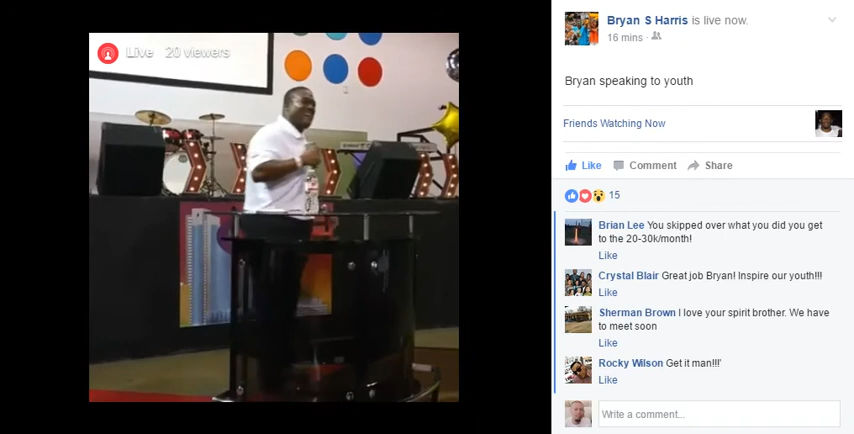 Live 20 viewers
Bryan S Harris is live now.
16 mins ·
Bryan speaking to youth
Friends Watching Now
Like Comment Share
15
Brian Lee You skipped over what you did you get
to the 20-30k/month!
Like
Crystal Blair Great job Bryan! Inspire our youth!!!
Like
Sherman Brown I love your spirit brother. We have
to meet soon
Like
Rocky Wilson Get it man!!!'
Like
Write a comment...